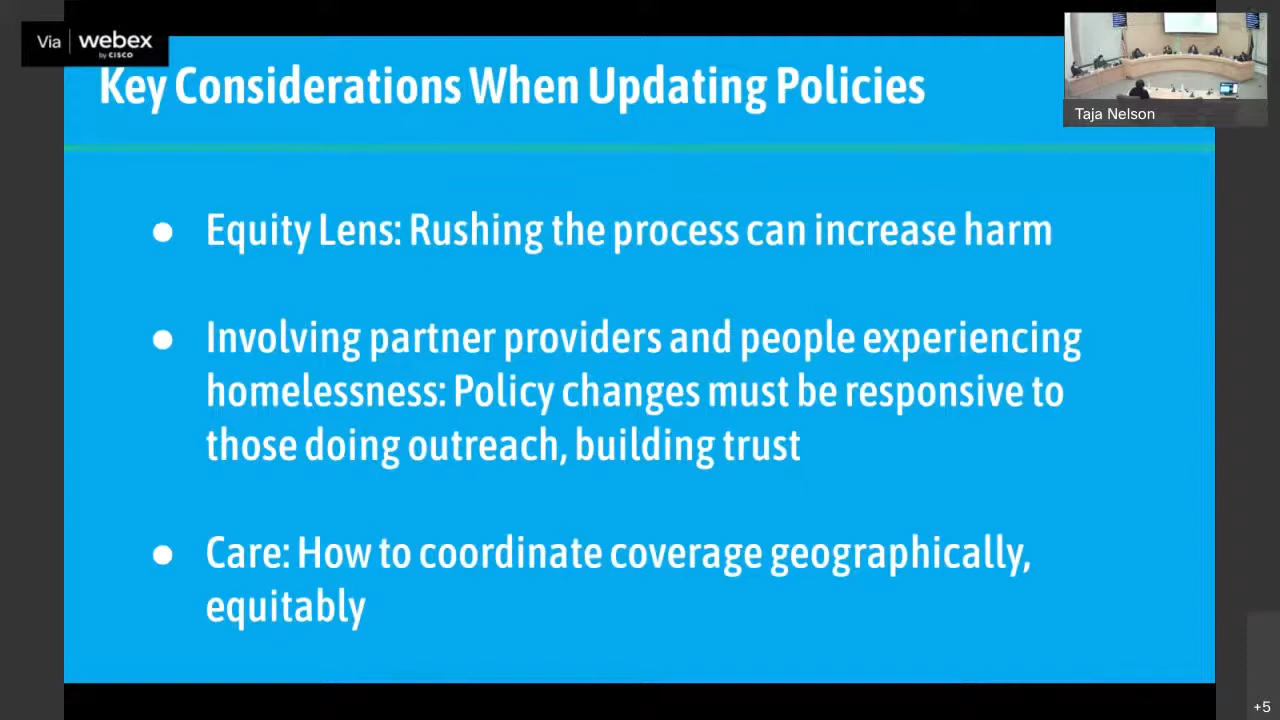 Via webex
by CISCO
Key Considerations When Updating Policies
Taja Nelson
● Equity Lens: Rushing the process can increase harm
● Involving partner providers and people experiencing
homelessness: Policy changes must be responsive to
those doing outreach, building trust
● Care: How to coordinate coverage geographically,
equitably
+5